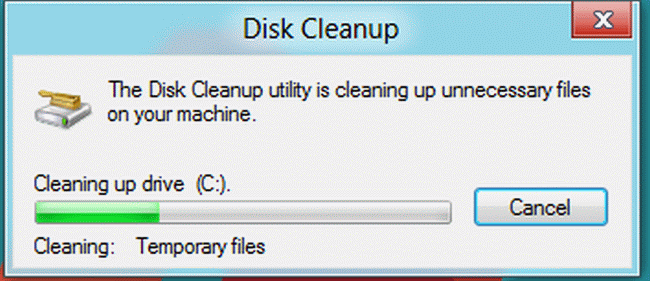 Disk Cleanup
The Disk Cleanup utility is cleaning up unnecessary files
on your machine.
Cleaning up drive  (C:).
Cancel
Cleaning:    Temporary files